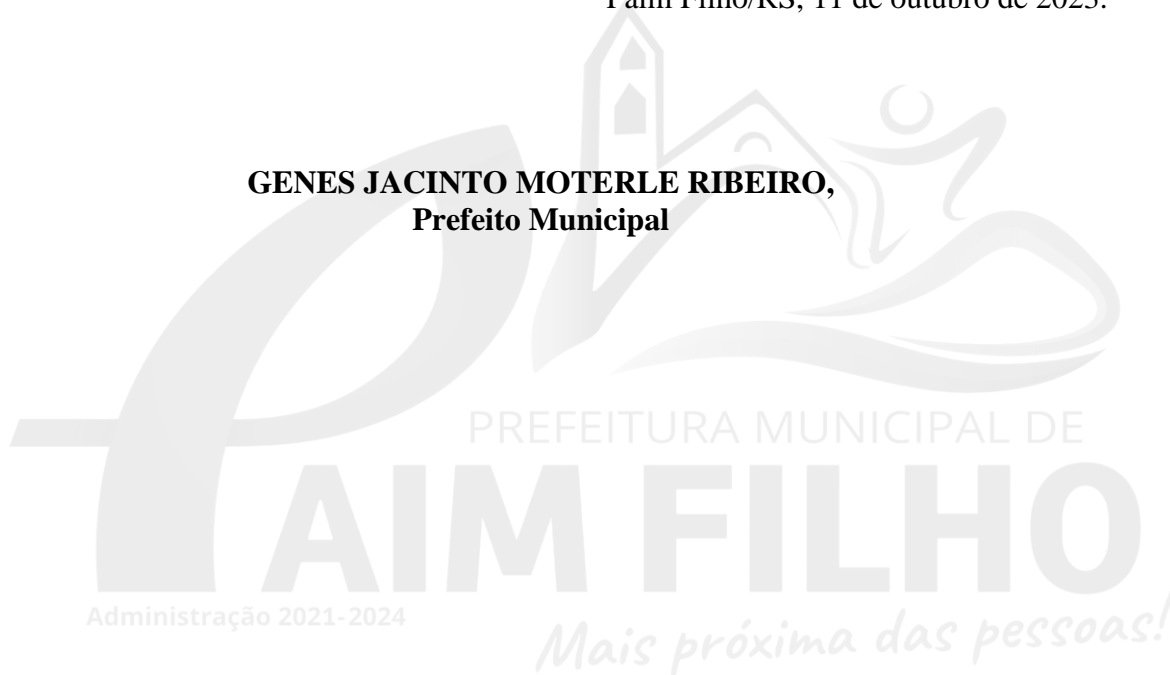 Paim Filho/RS, 11 de outubro de 2023.
GENES JACINTO MOTERLE RIBEIRO,
Prefeito Municipal
PREFEITURA MUNICIPAL DE
PAIM FILHO
Administração 2021-2024
Mais próxima das pessoas!